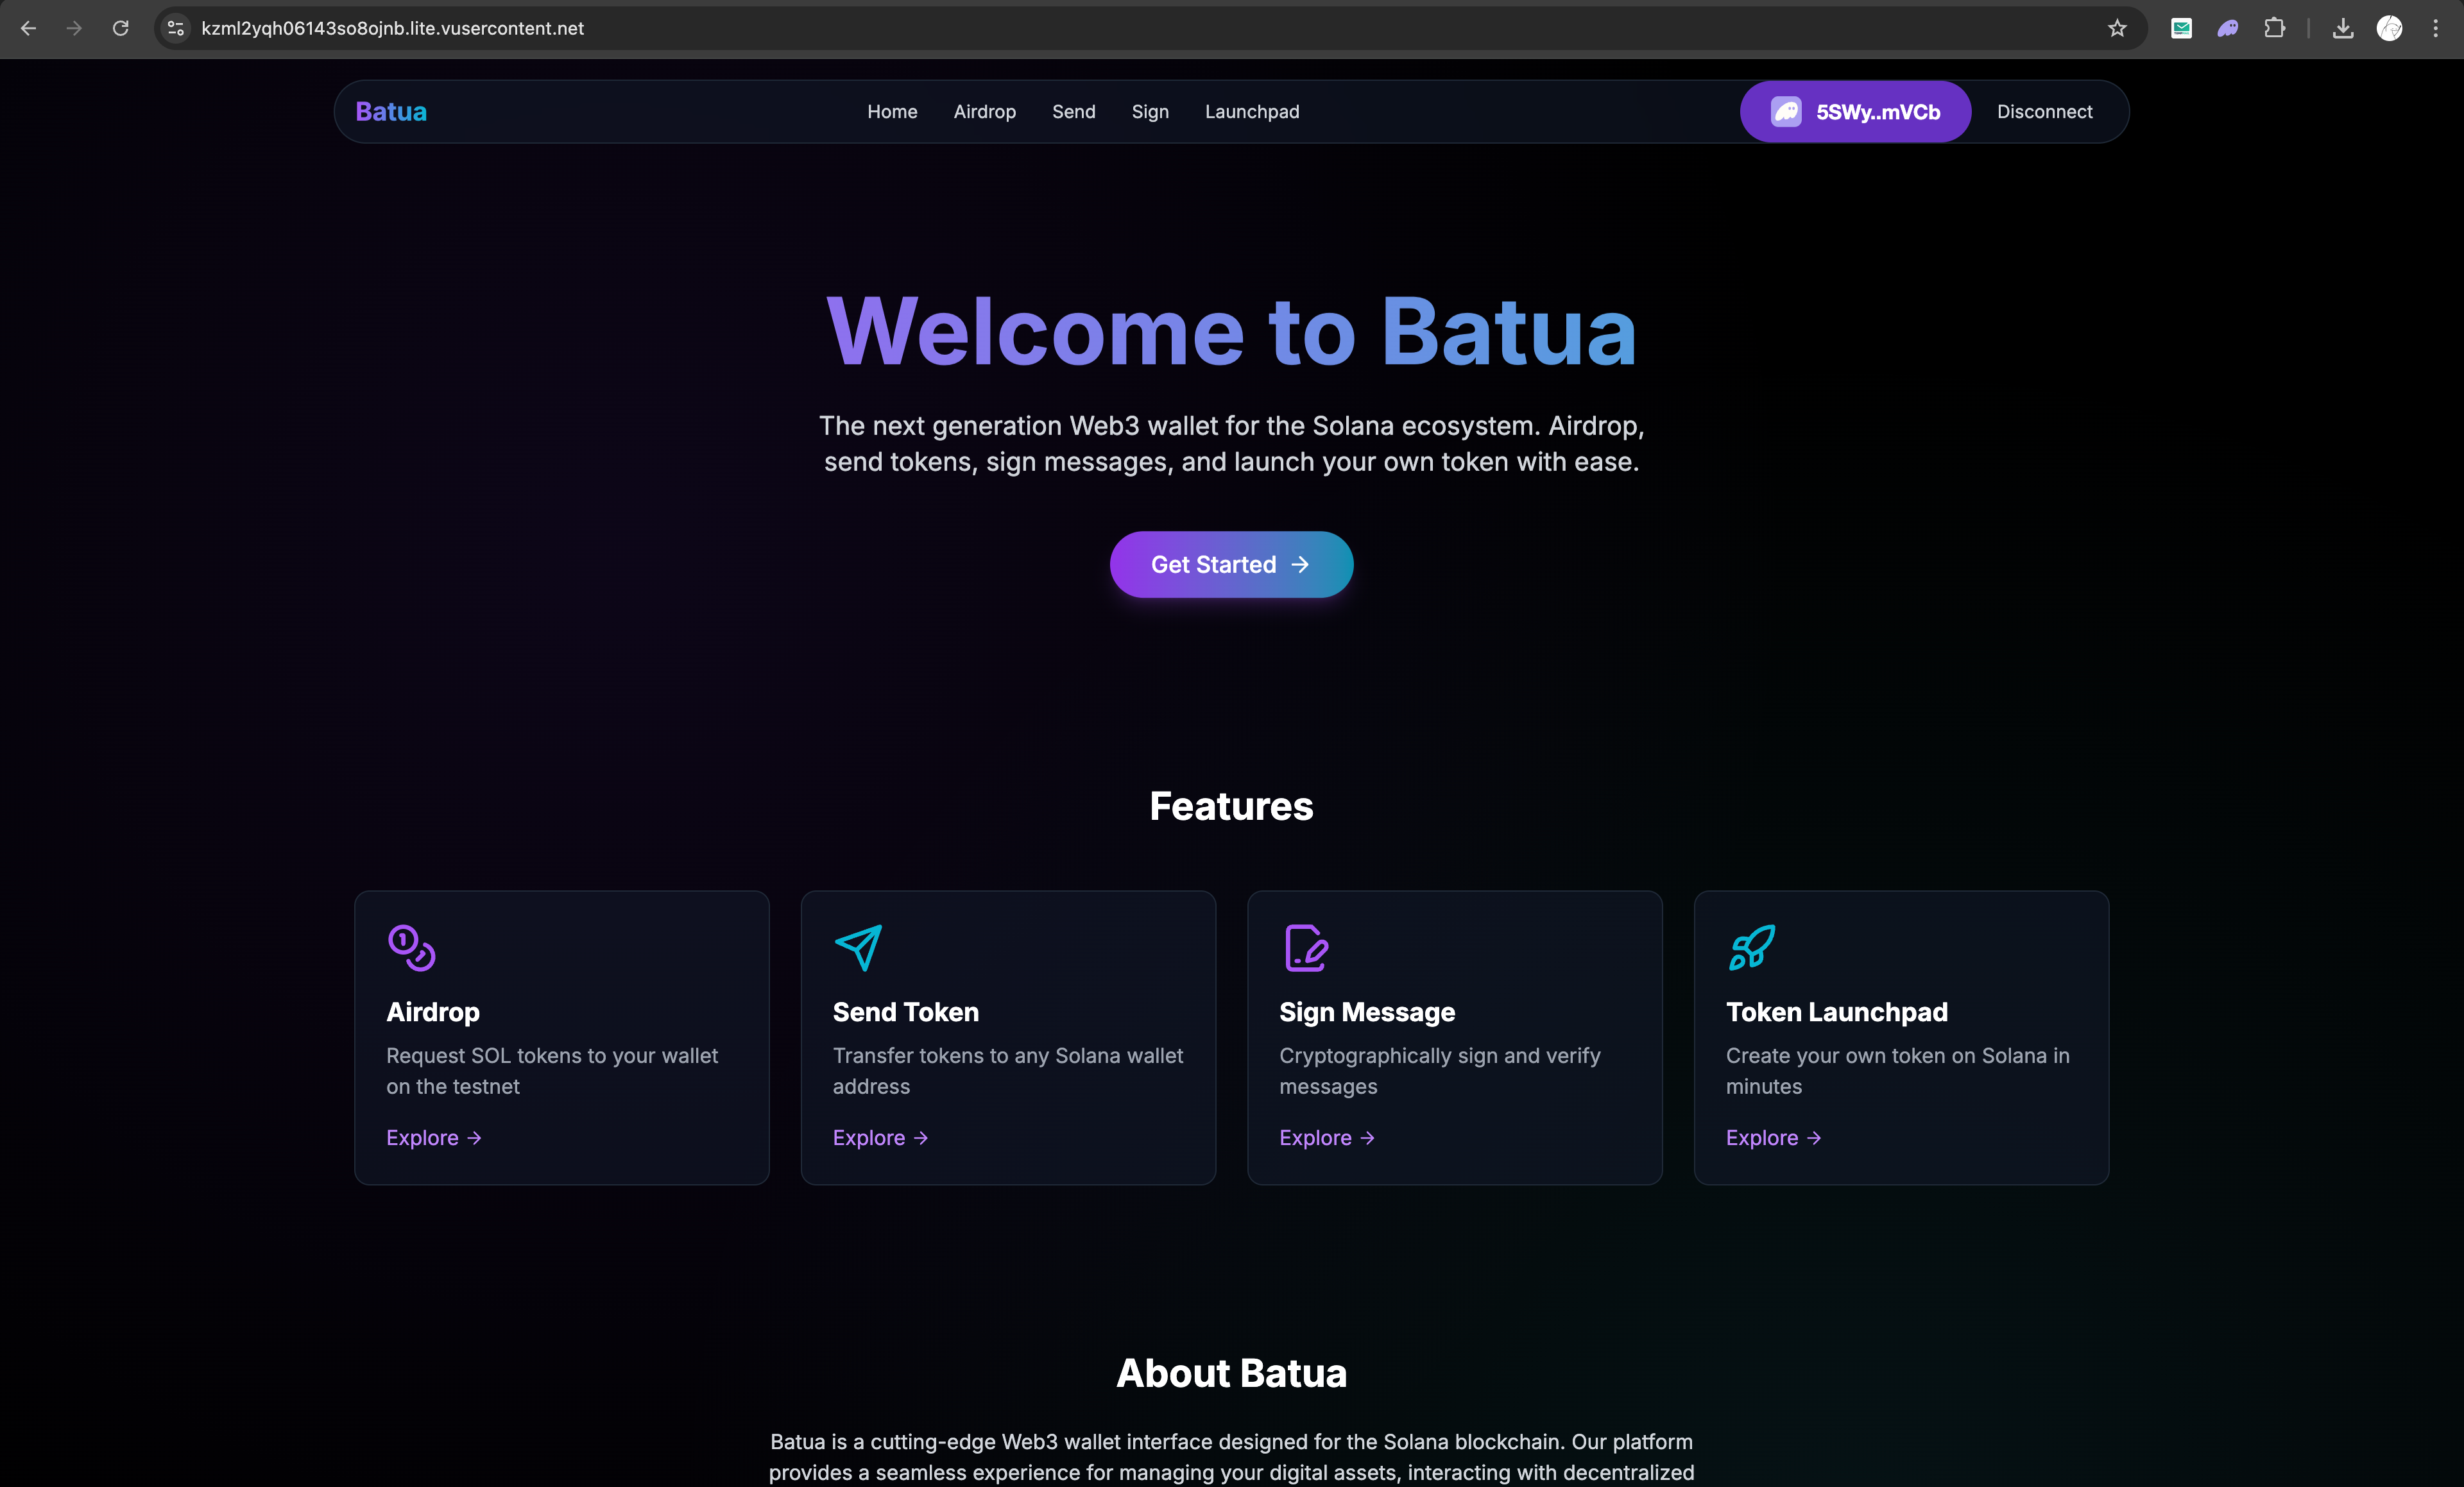 kzml2yqh06143so8ojnb.lite.vusercontent.net
Batua
Home
Airdrop
Send
Sign
Launchpad
5SWy..mVCb
Disconnect
Welcome to Batua
The next generation Web3 wallet for the Solana ecosystem. Airdrop,
send tokens, sign messages, and launch your own token with ease.
Get Started →
Features
Airdrop
Request SOL tokens to your wallet
on the testnet
Explore →
Send Token
Transfer tokens to any Solana wallet
address
Explore →
Sign Message
Cryptographically sign and verify
messages
Explore →
Token Launchpad
Create your own token on Solana in
minutes
Explore →
About Batua
Batua is a cutting-edge Web3 wallet interface designed for the Solana blockchain. Our platform
provides a seamless experience for managing your digital assets, interacting with decentralized